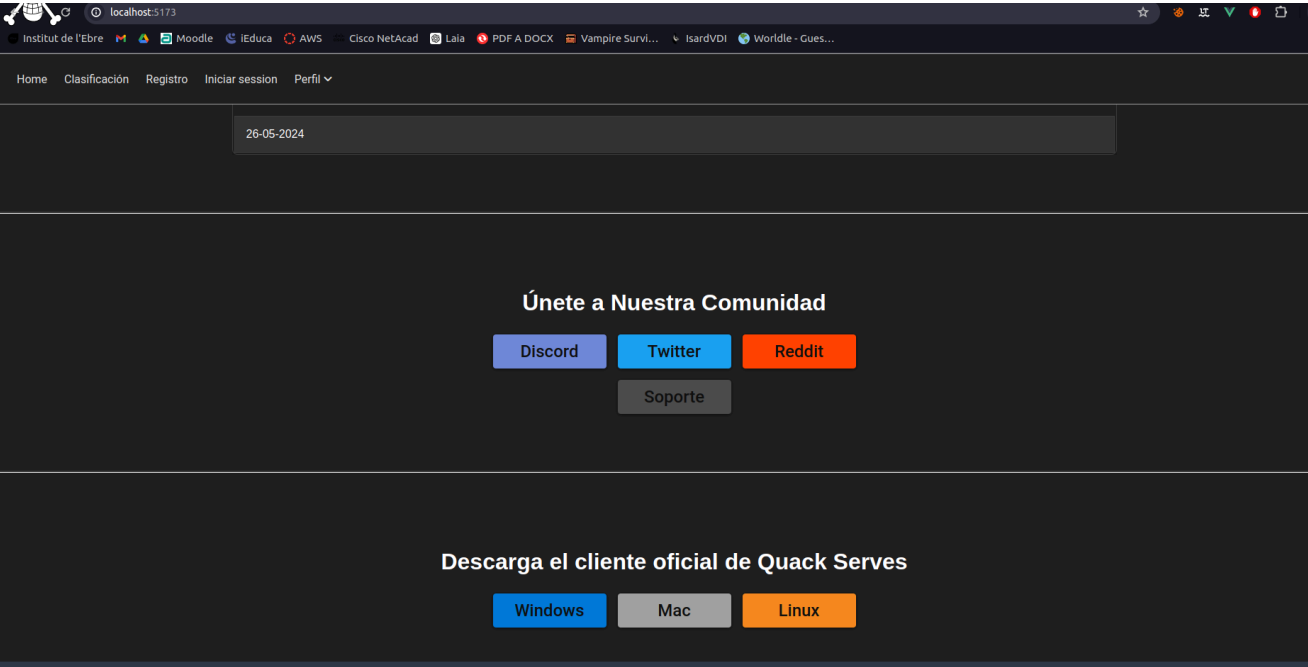 localhost:5173
Institut de l'Ebre Moodle iEduca AWS Cisco NetAcad Laia PDF A DOCX Vampire Survi... IsardVDI Worldle - Gues...
Home Clasificación Registro Iniciar session Perfil
26-05-2024
Únete a Nuestra Comunidad
Discord Twitter Reddit
Soporte
Descarga el cliente oficial de Quack Serves
Windows Mac Linux